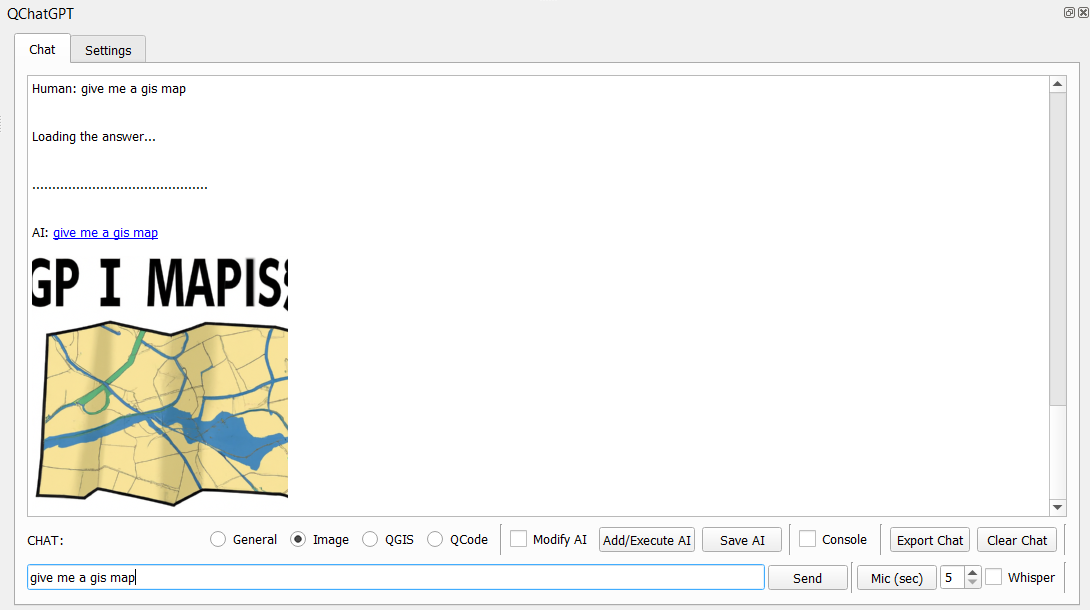 QChatGPT
Chat Settings
Human: give me a gis map
Loading the answer...
............................................
AI: give me a gis map
GP I MAPIS
CHAT: General Image QGIS QCode Modify AI Add/Execute AI Save AI Console Export Chat Clear Chat
give me a gis map Send Mic (sec) 5 Whisper